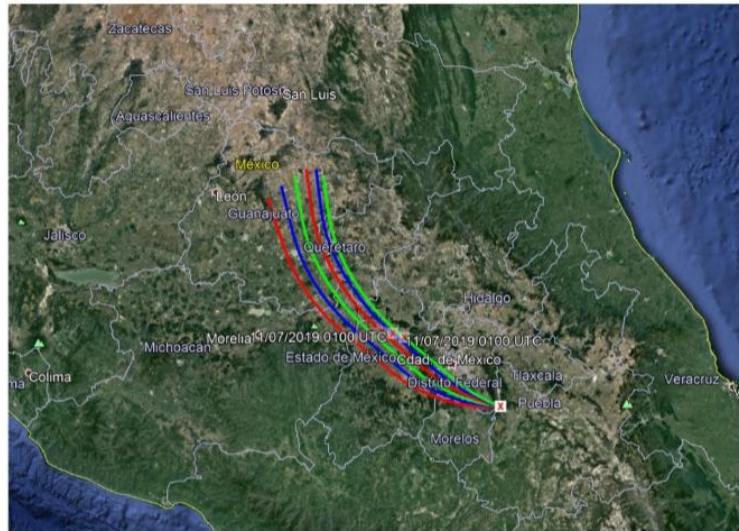 Zacatecas
San Luis Potosí
San Luis
Aguascalientes
México
León
Guanajuato
Jalisco
Querétaro
Hidalgo
Morelia 1/07/2019 0100 UTC
11/07/2019 0100 UTC
Michoacán
Estado de México
Cdad. de México
Colima
Tlaxcala
Distrito Federal
Veracruz
Puebla
X
Morelos